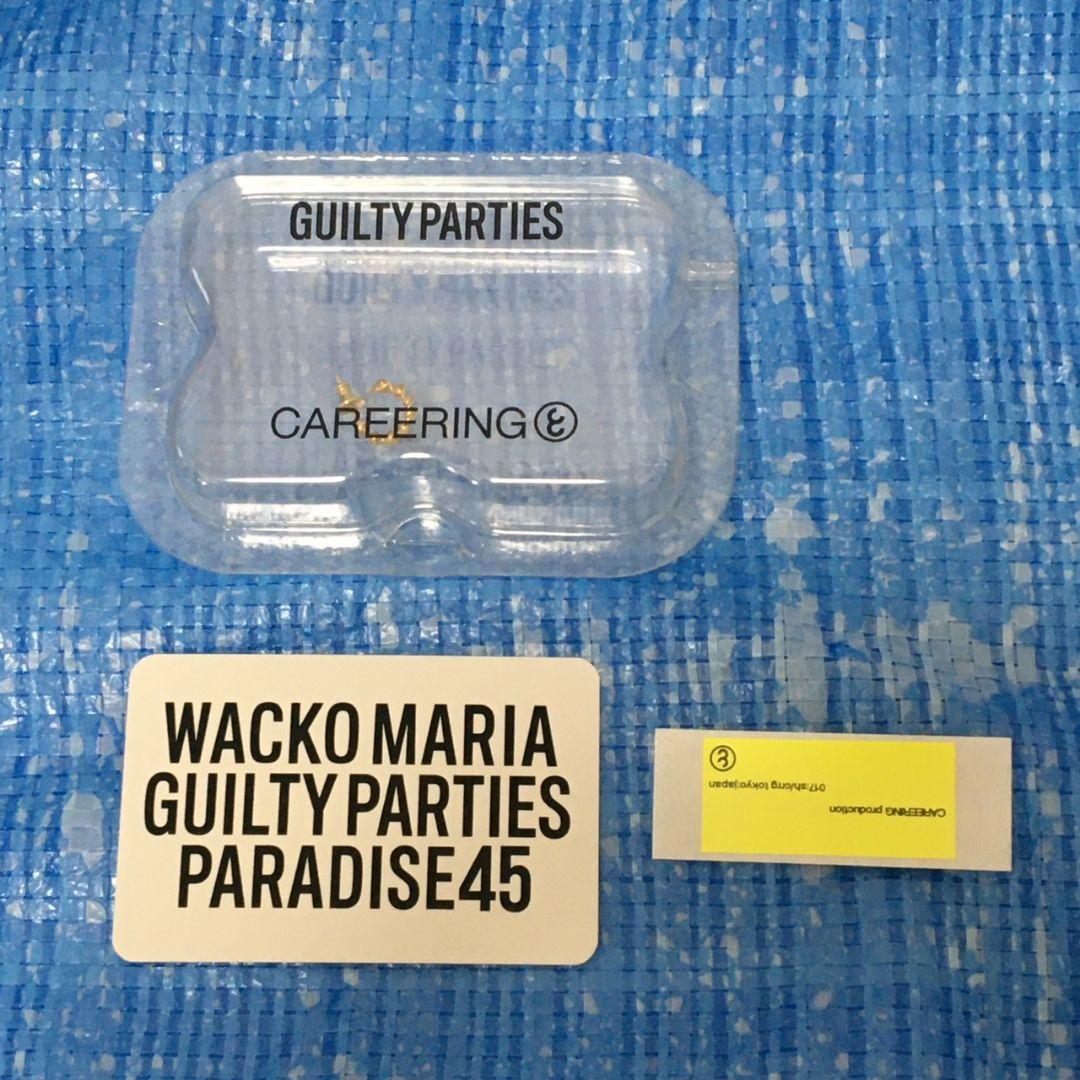 GUILTY PARTIES
CAREERING
WACKO MARIA
GUILTY PARTIES
PARADISE45
CAREERING production
017:sh/crrg tokyo:japan